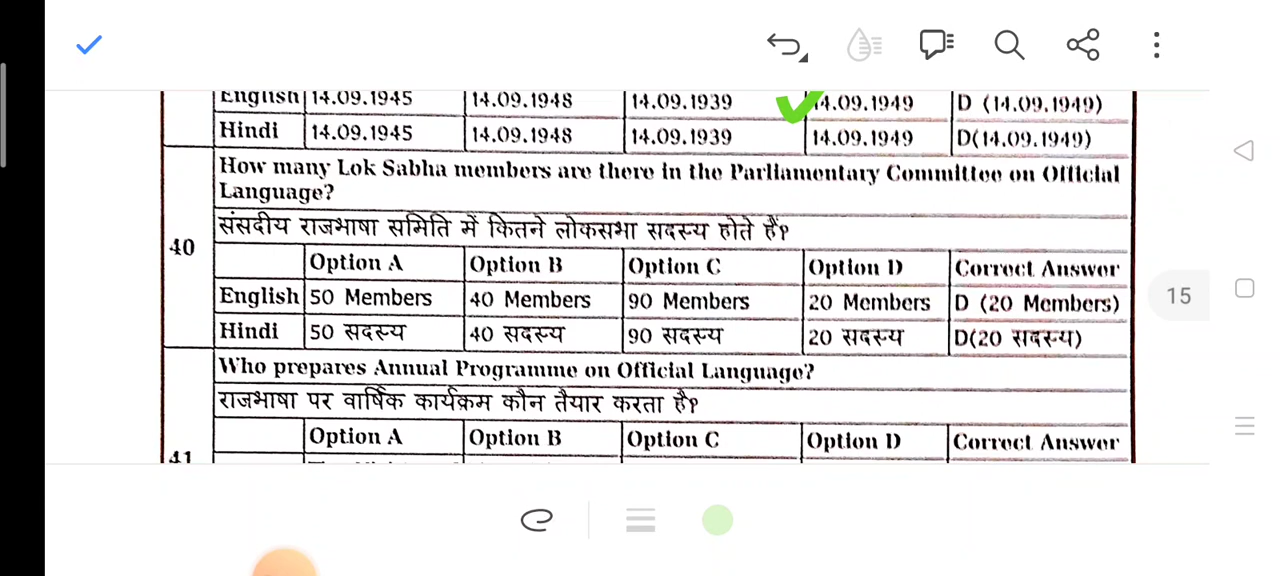 English 14.09.1945 14.09.1948 14.09.1939 14.09.1949 D (14.09.1949)
Hindi 14.09.1945 14.09.1948 14.09.1939 14.09.1949 D(14.09.1949)
How many Lok Sabha members are there in the Parliamentary Committee on Official
Language?
संसदीय राजभाषा समिति में कितने लोकसभा सदस्य होते हैं?
40
Option A Option B Option C Option D Correct Answer
English 50 Members 40 Members 90 Members 20 Members D (20 Members)
15
Hindi 50 सदस्य 40 सदस्य 90 सदस्य 20 सदस्य D(20 सदस्य)
Who prepares Annual Programme on Official Language?
राजभाषा पर वार्षिक कार्यक्रम कौन तैयार करता है?
Option A Option B Option C Option D Correct Answer
41